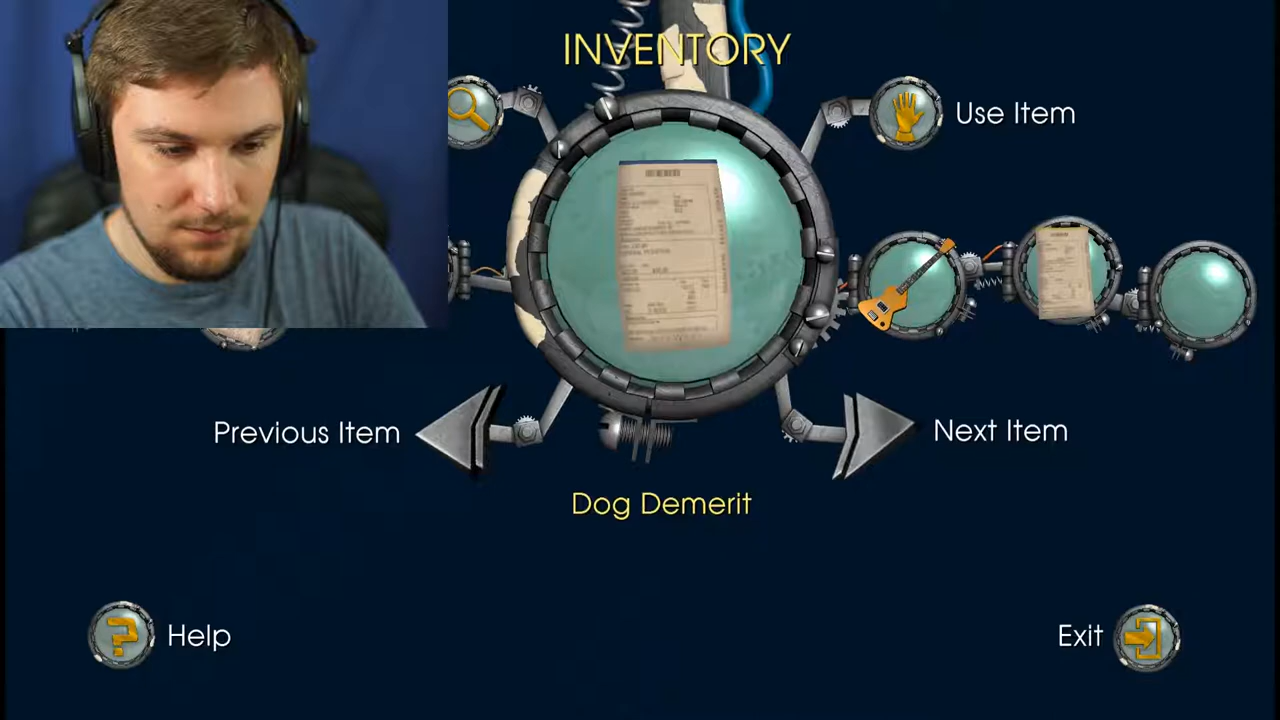 INVENTORY
Use Item
Previous Item
Next Item
Dog Demerit
Help
Exit